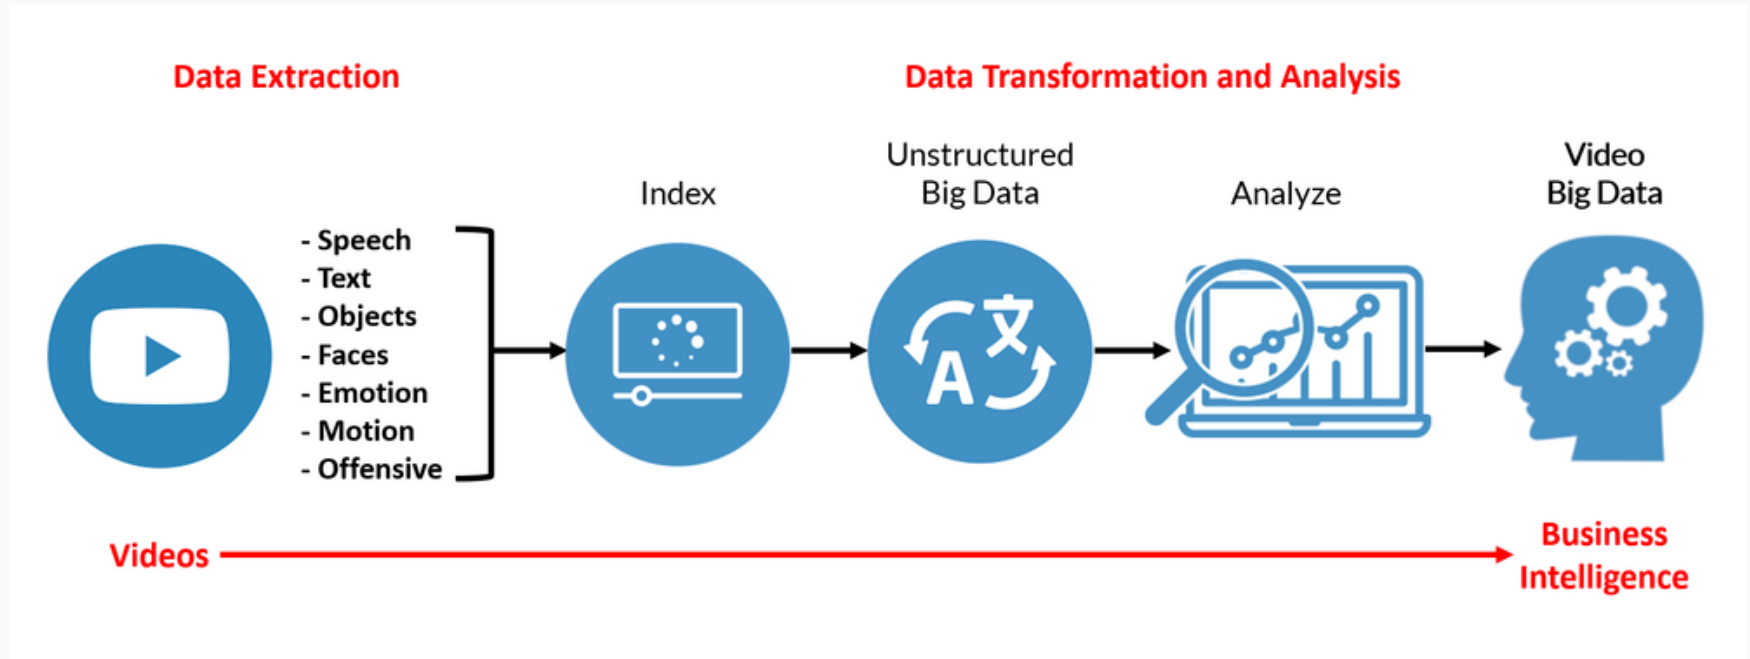 Data Extraction
Data Transformation and Analysis
Index
Unstructured
Big Data
Analyze
Video
Big Data
- Speech
- Text
- Objects
- Faces
- Emotion
- Motion
- Offensive
文
A
Videos
Business
Intelligence